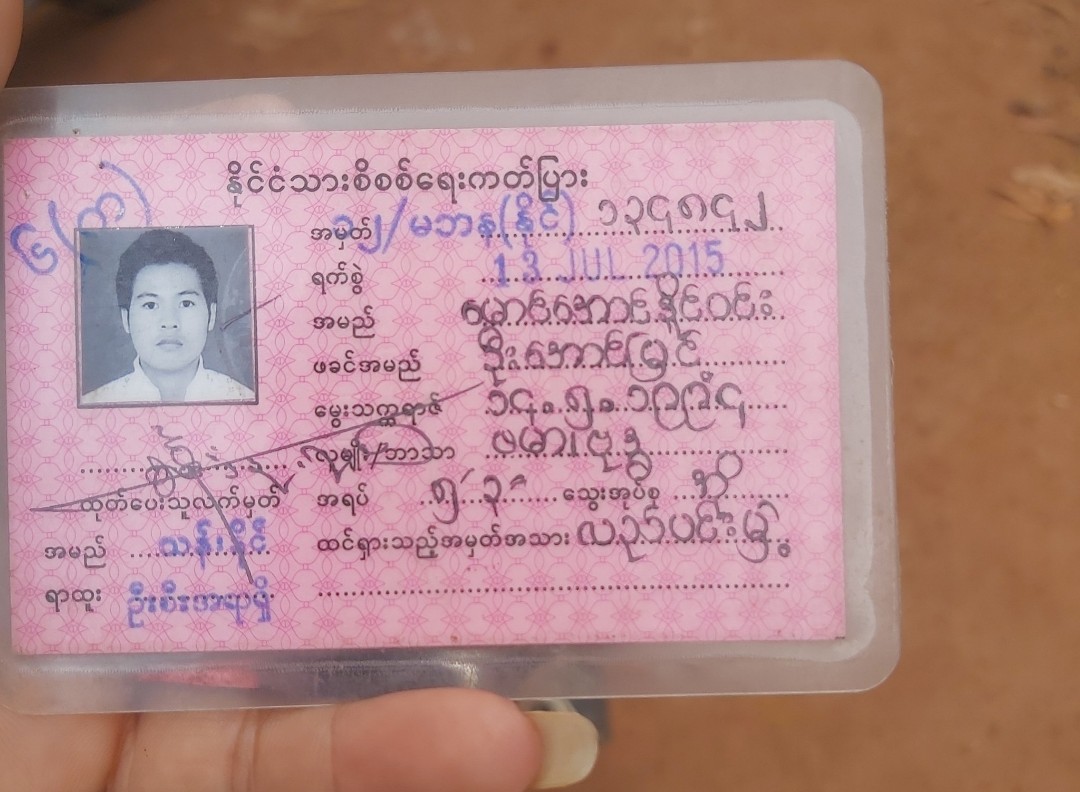 နိုင်ငံသားစိစစ်ရေးကတ်ပြား
၆(က)
အမှတ် ၁၂/မဘန(နိုင်) ၁၃၄၈၄၂
ရက်စွဲ 13 JUL 2015
အမည် မောင်အောင်နိုင်ဝင်း
ဖခင်အမည် ဦးအောင်မြင့်
မွေးသက္ကရာဇ် ၁၄.၅.၁၉၉၄
လူမျိုး/ဘာသာ ဗမာ၊ဗုဒ္ဓ
အရပ် ၅' ၃" သွေးအုပ်စု အို
ထင်ရှားသည့်အမှတ်အသား လည်ပင်းမှဲ့
ထုတ်ပေးသူလက်မှတ်
အမည် သန်းနိုင်
ရာထူး ဦးစီးအရာရှိ